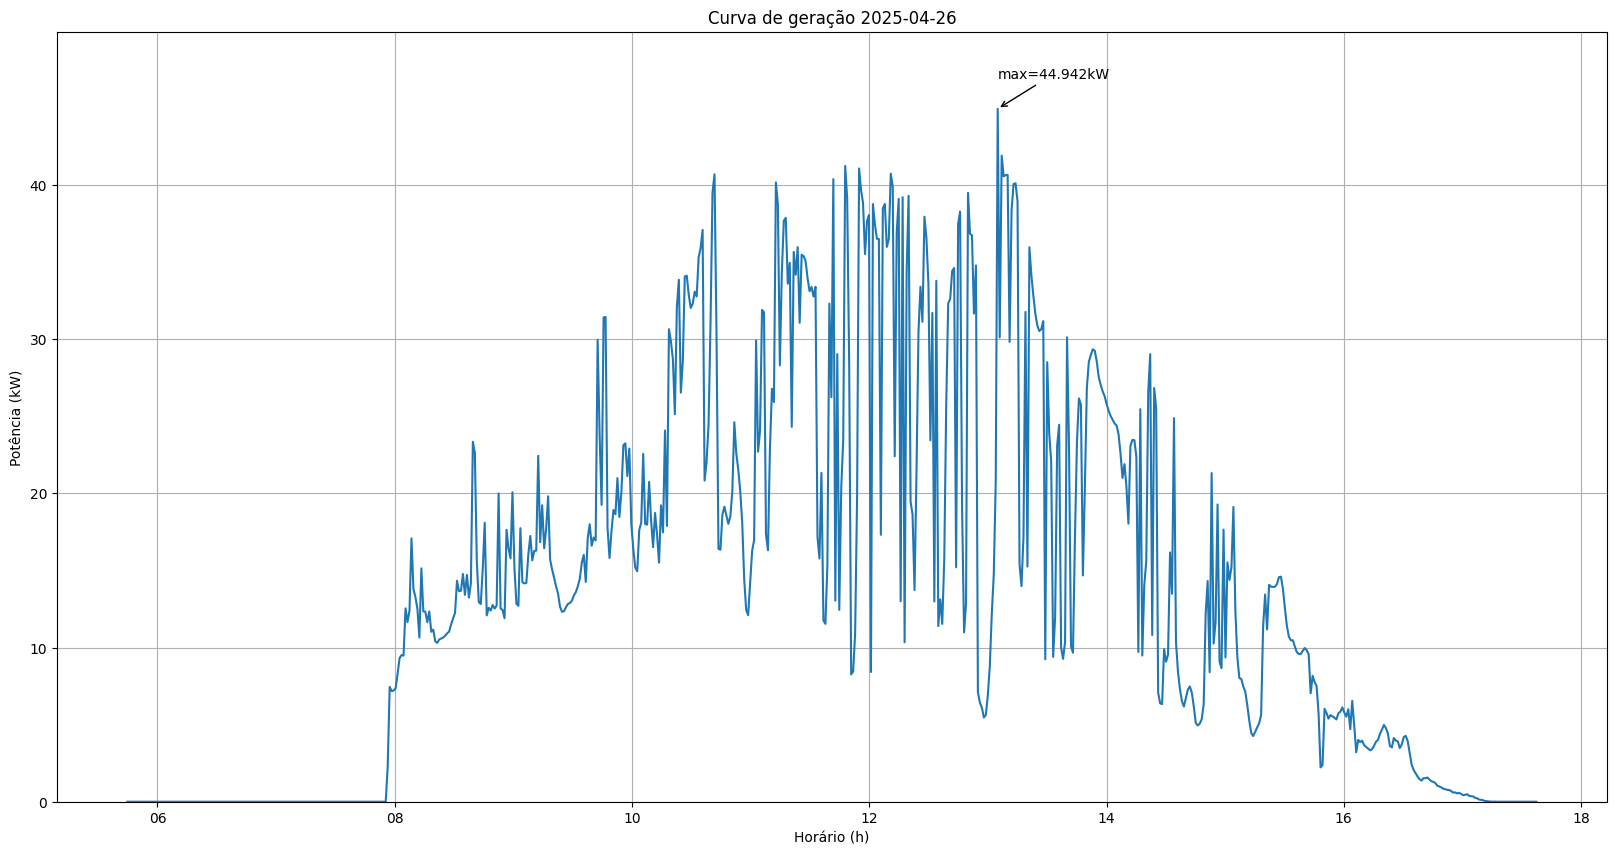 Curva de geração 2025-04-26
max=44.942kW
Potência (kW)
40
30
20
10
0
06 08 10 12 14 16 18
Horário (h)